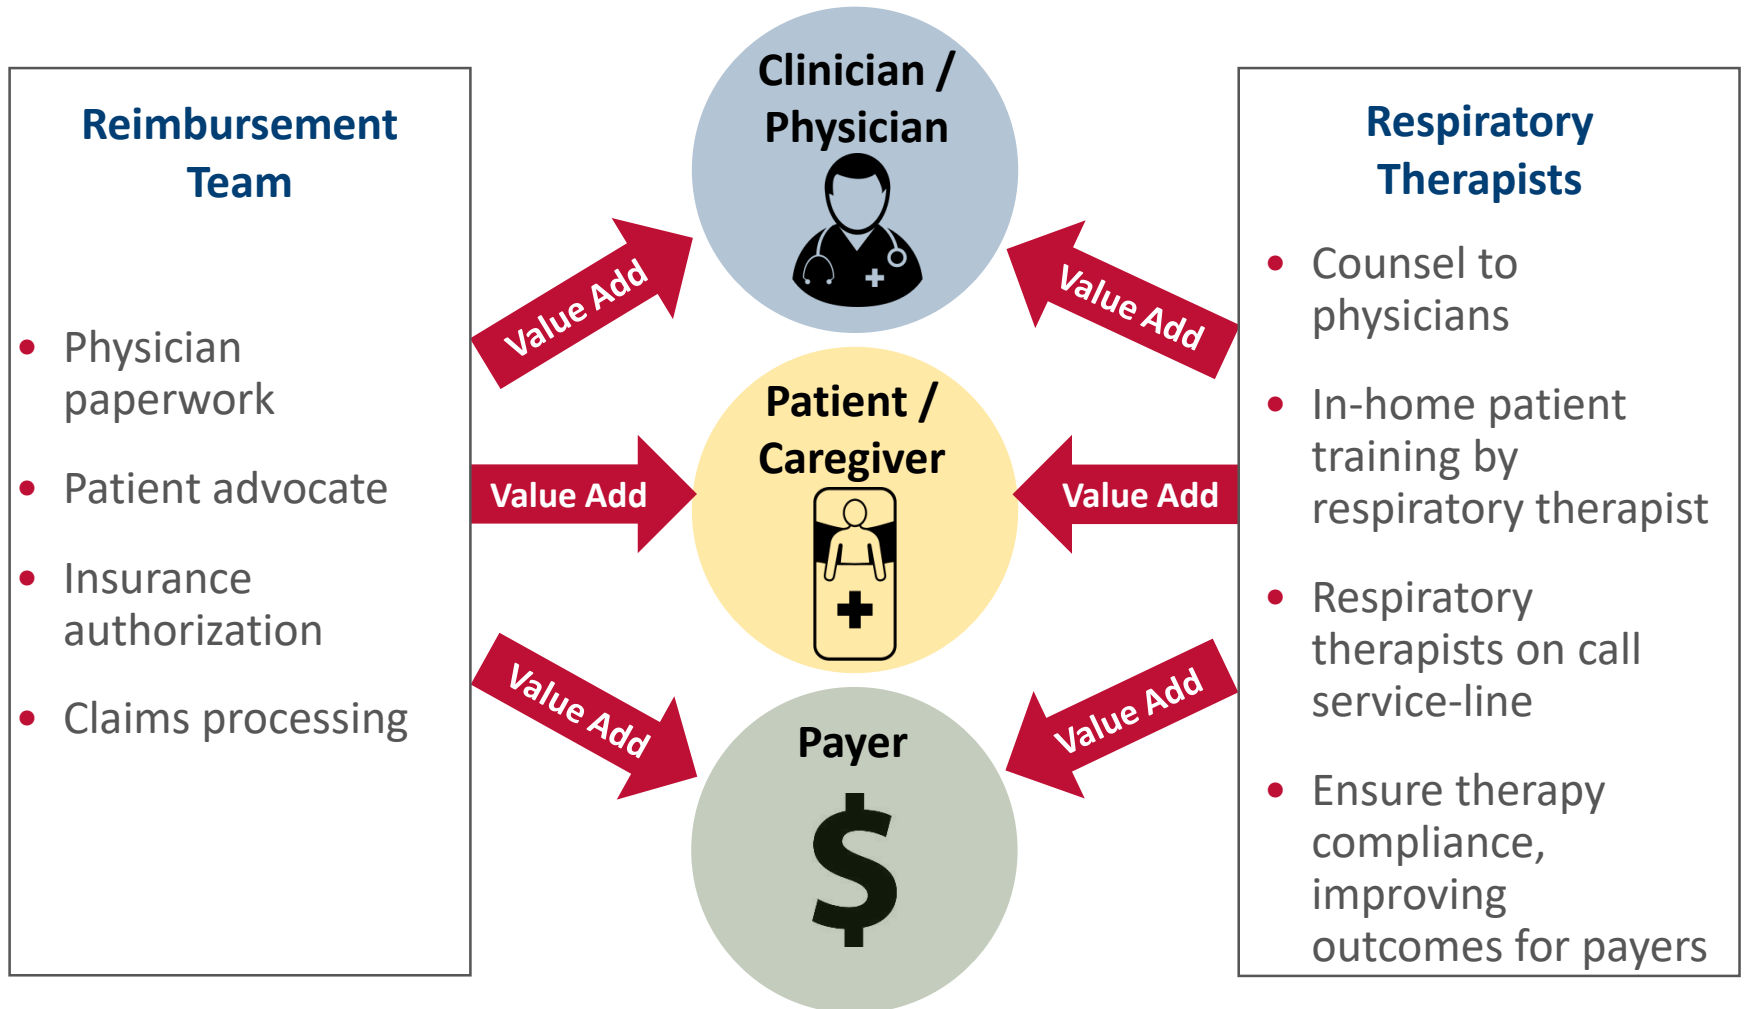 Reimbursement
Team
• Physician
paperwork
• Patient advocate
• Insurance
authorization
• Claims processing
Value Add
Value Add
Value Add
Clinician /
Physician
Patient /
Caregiver
Payer
$
Value Add
Value Add
Value Add
Respiratory
Therapists
• Counsel to
physicians
• In-home patient
training by
respiratory therapist
• Respiratory
therapists on call
service-line
• Ensure therapy
compliance,
improving
outcomes for payers